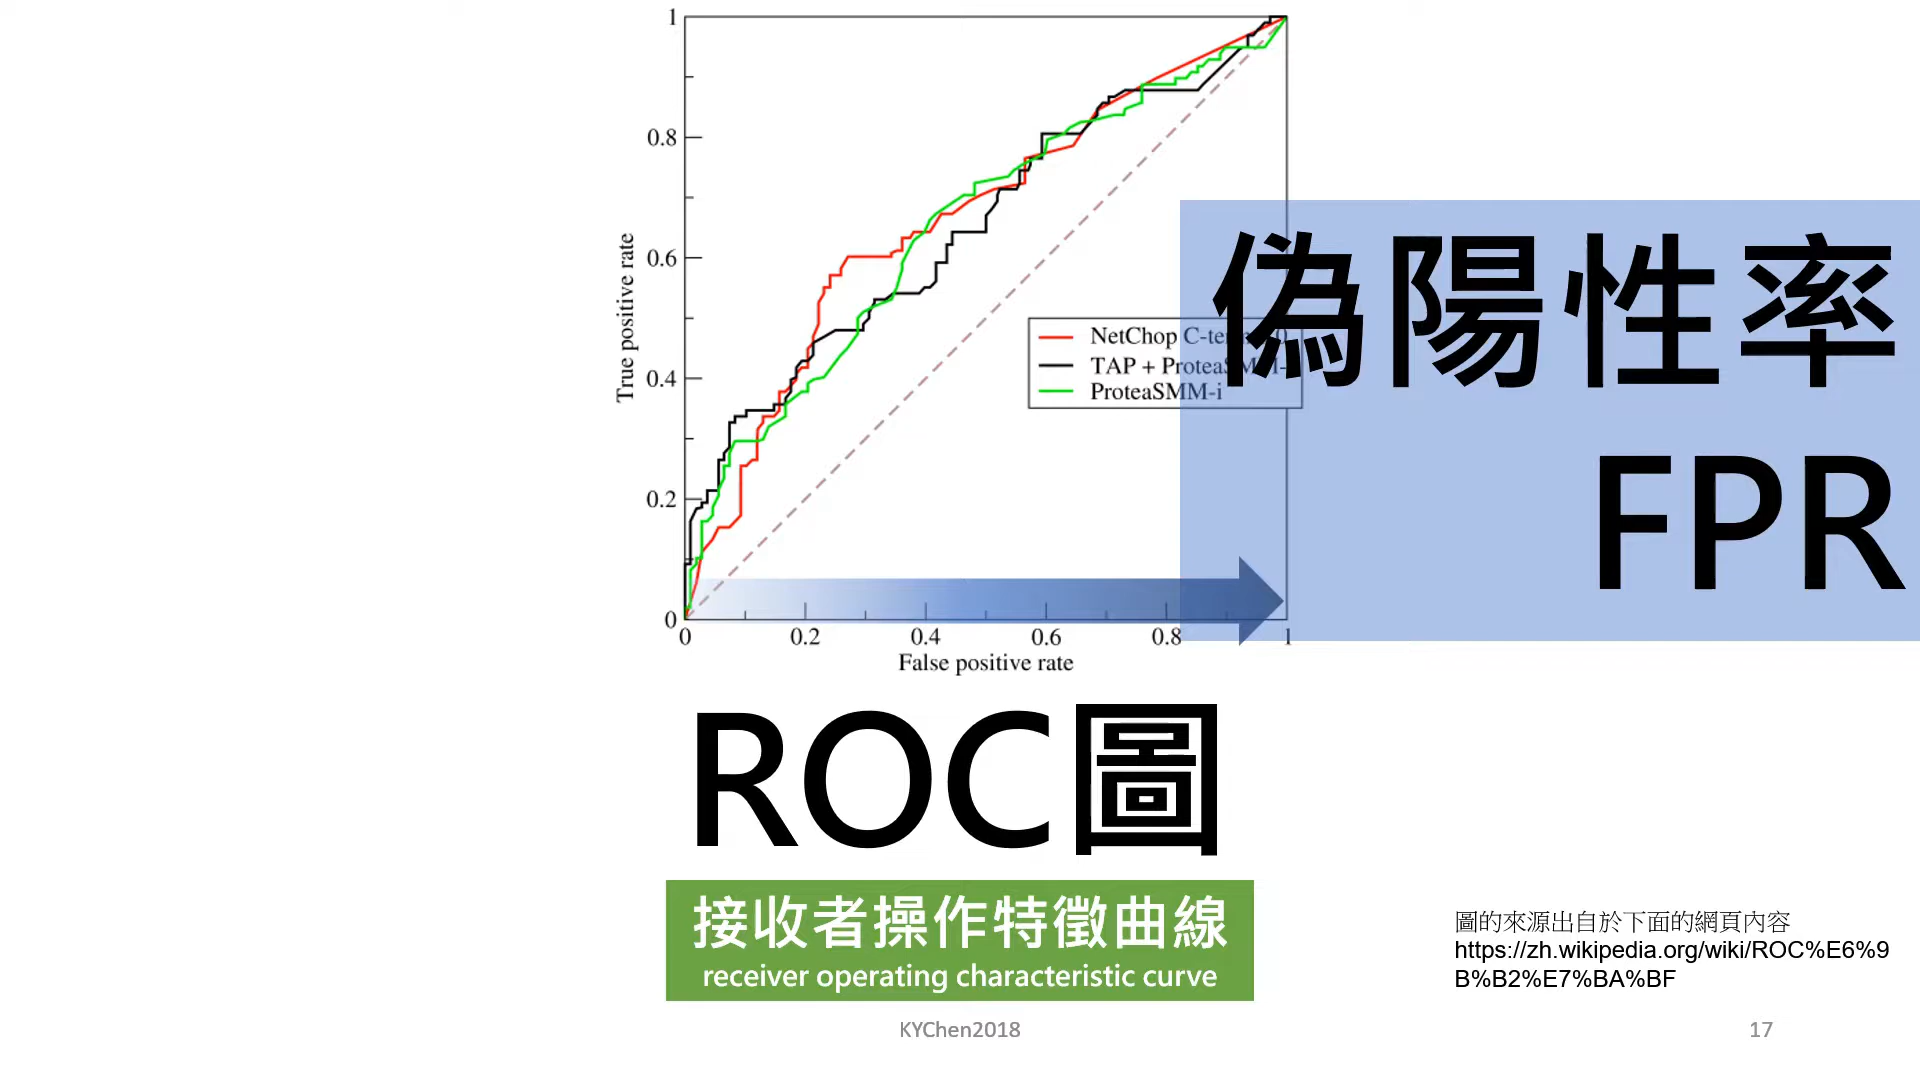 1
0.8
0.6
0.4
0.2
0
True positive rate
NetChop C-term
TAP + ProteaSMM-i
ProteaSMM-i
0 0.2 0.4 0.6 0.8 1
False positive rate
偽陽性率
FPR
ROC圖
接收者操作特徵曲線
receiver operating characteristic curve
圖的來源出自於下面的網頁內容
https://zh.wikipedia.org/wiki/ROC%E6%9
B%B2%E7%BA%BF
KYChen2018
17